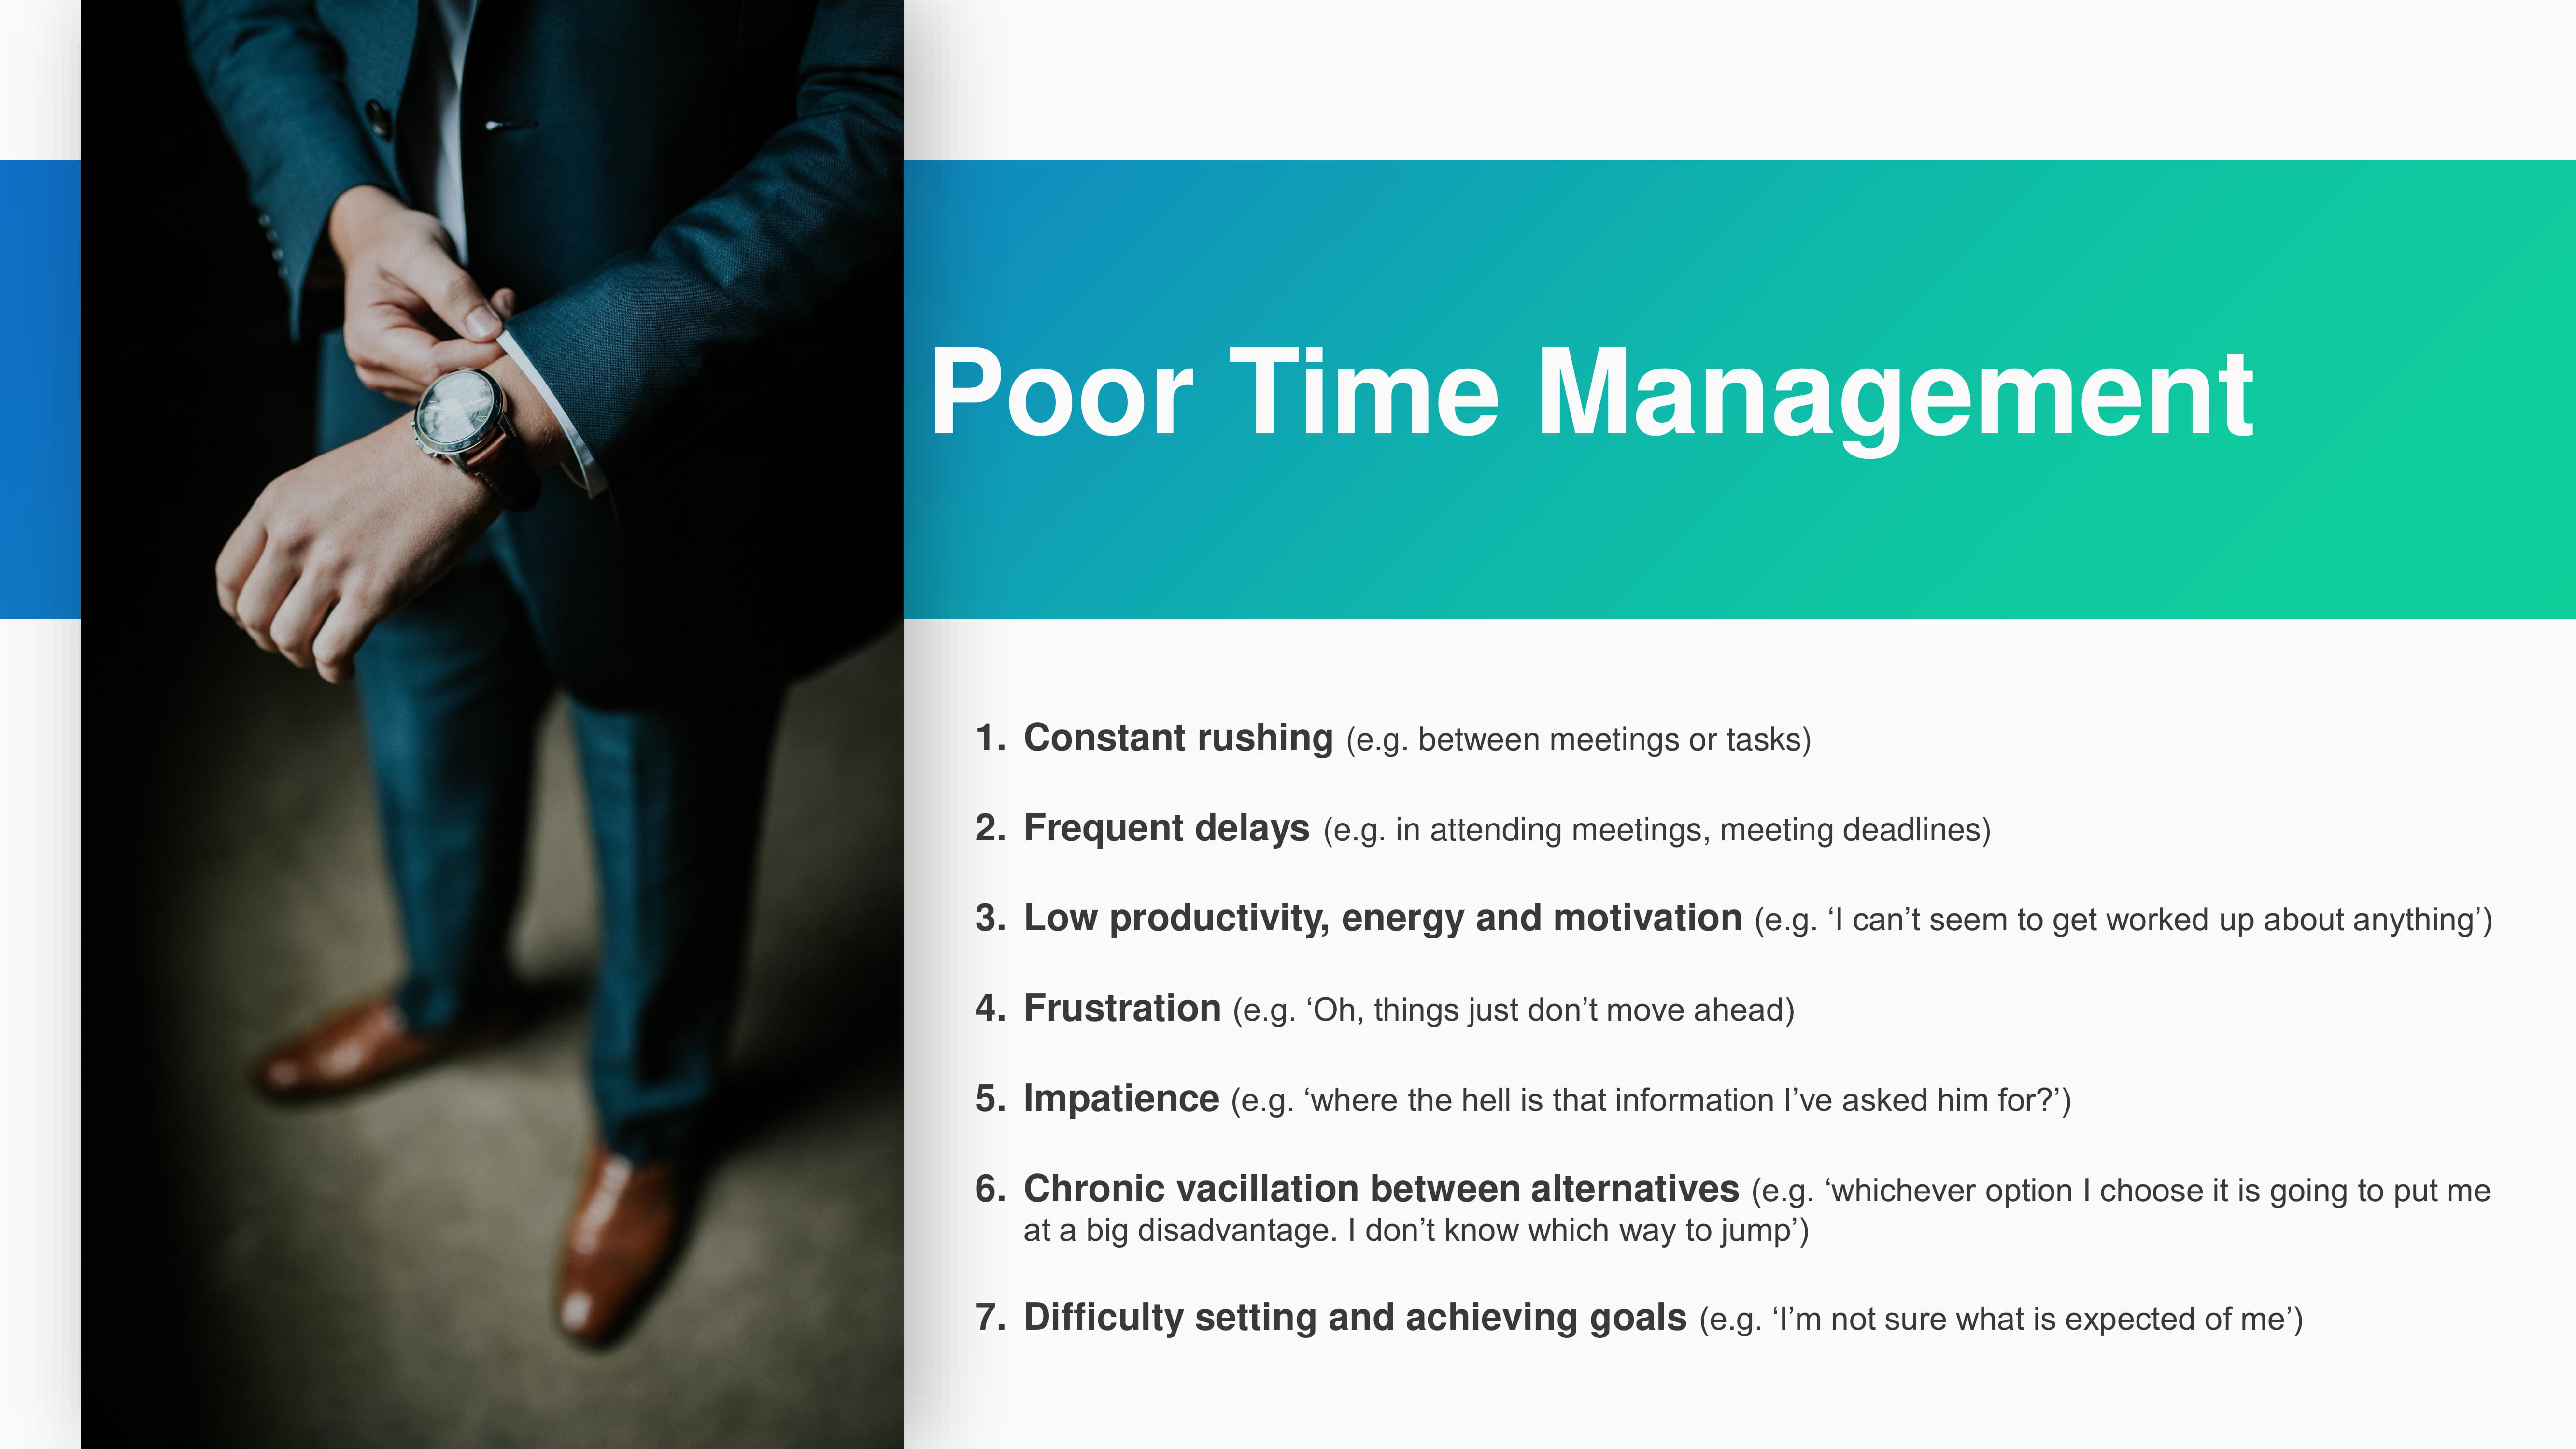 Poor Time Management
1. Constant rushing (e.g. between meetings or tasks)
2. Frequent delays (e.g. in attending meetings, meeting deadlines)
3. Low productivity, energy and motivation (e.g. ‘I can’t seem to get worked up about anything’)
4. Frustration (e.g. ‘Oh, things just don’t move ahead)
5. Impatience (e.g. ‘where the hell is that information I’ve asked him for?’)
6. Chronic vacillation between alternatives (e.g. ‘whichever option I choose it is going to put me
at a big disadvantage. I don’t know which way to jump’)
7. Difficulty setting and achieving goals (e.g. ‘I’m not sure what is expected of me’)